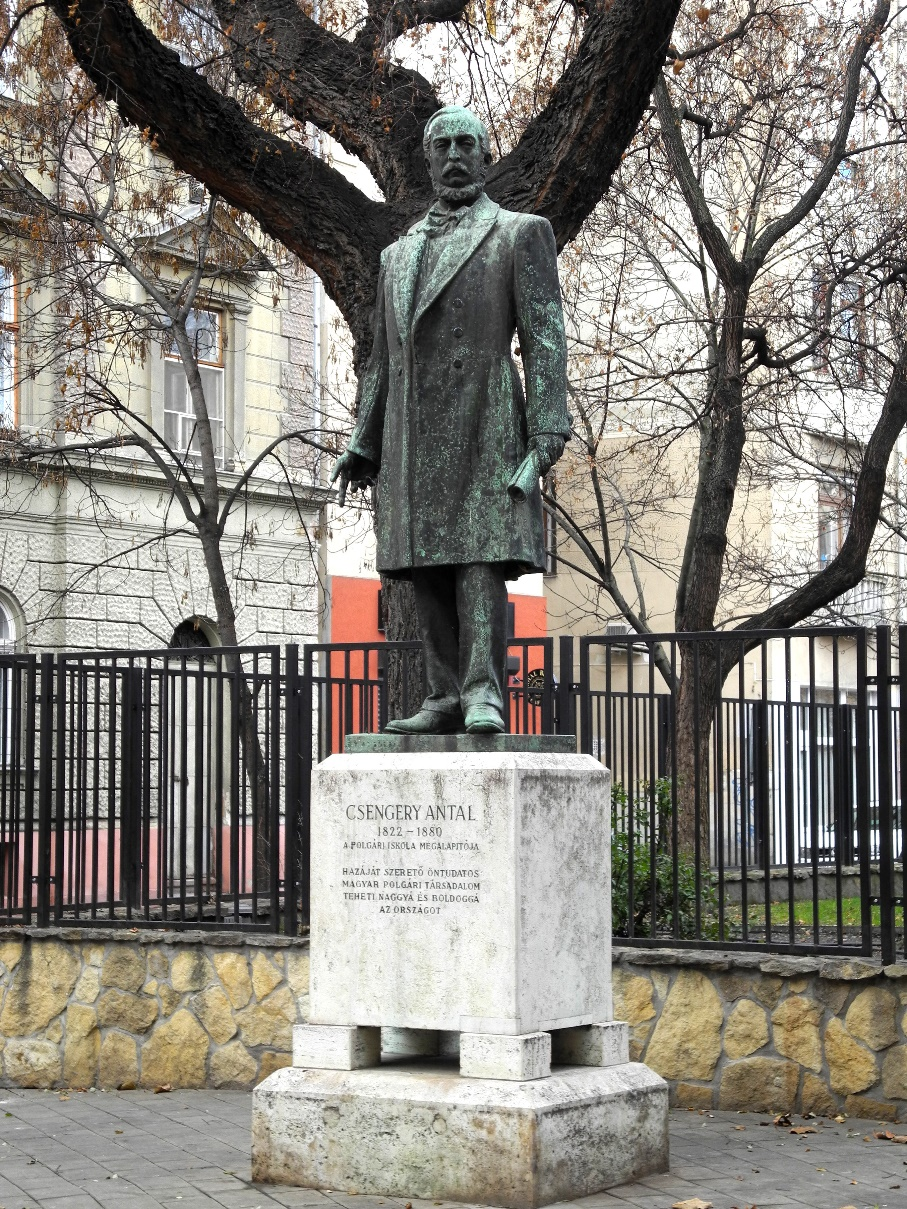 CSENGERY ANTAL
1822-1880
A POLGÁRI ISKOLA MEGALAPÍTÓJA
HAZÁJÁT SZERETŐ ÖNTUDATOS
MAGYAR POLGÁRI TÁRSADALOM
TEHETI NAGGYÁ ÉS BOLDOGGÁ
AZ ORSZÁGOT